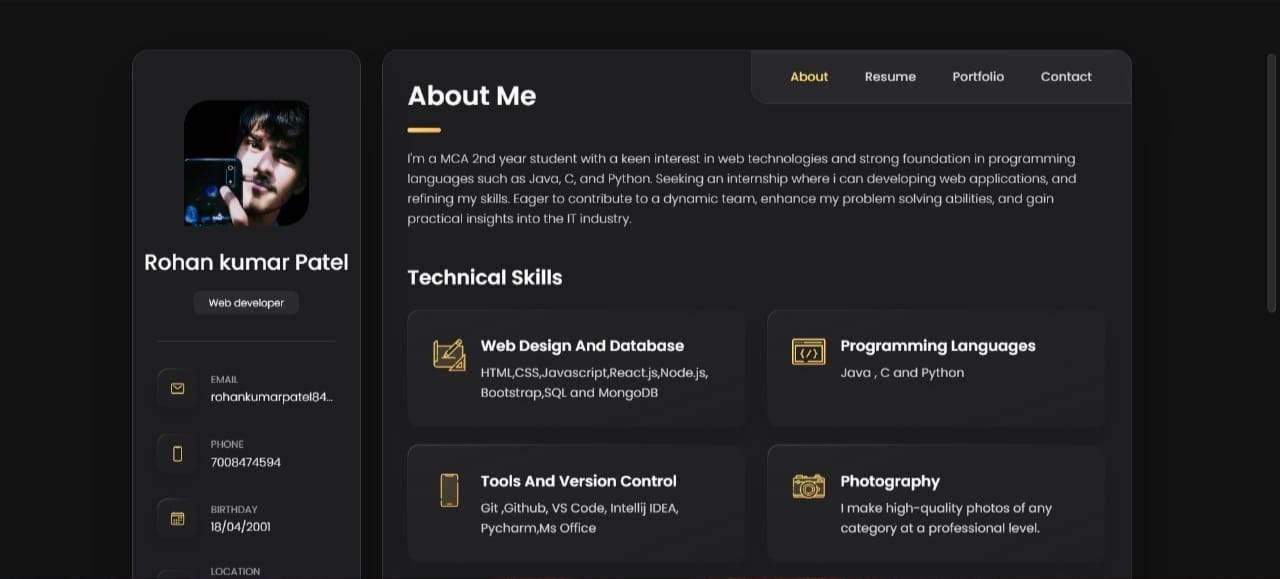 Rohan kumar Patel
Web developer
EMAIL
rohankumarpatel84...
PHONE
7008474594
BIRTHDAY
18/04/2001
LOCATION
About
Resume
Portfolio
Contact
About Me
I'm a MCA 2nd year student with a keen interest in web technologies and strong foundation in programming
languages such as Java, C, and Python. Seeking an internship where i can developing web applications, and
refining my skills. Eager to contribute to a dynamic team, enhance my problem solving abilities, and gain
practical insights into the IT industry.
Technical Skills
Web Design And Database
HTML,CSS,Javascript,React.js,Node.js,
Bootstrap,SQL and MongoDB
Programming Languages
Java , C and Python
Tools And Version Control
Git ,Github, VS Code, Intellij IDEA,
Pycharm,Ms Office
Photography
I make high-quality photos of any
category at a professional level.